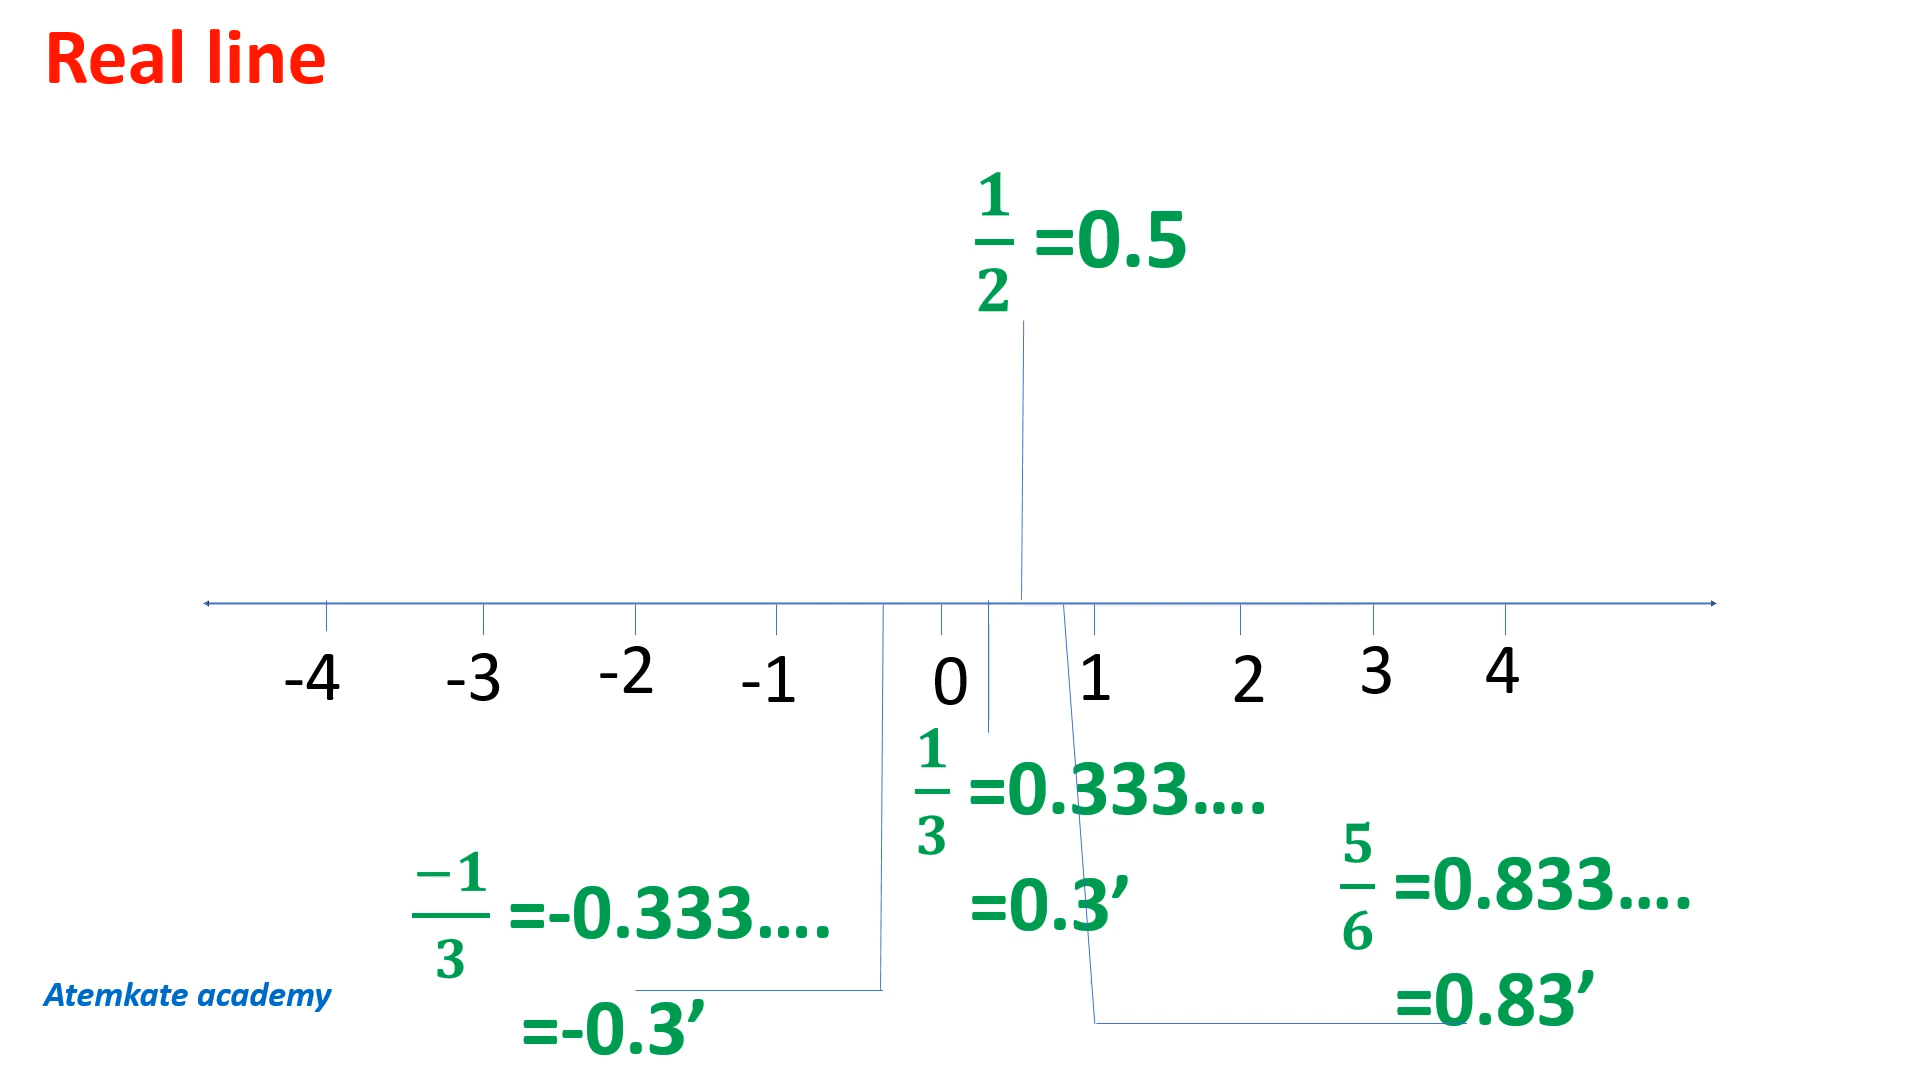 Real line
1/2 =0.5
-4 -3 -2 -1 0 1 2 3 4
1/3 =0.333....
=0.3’
5/6 =0.833....
=0.83’
−1/3 =-0.333....
=-0.3’
Atemkate academy